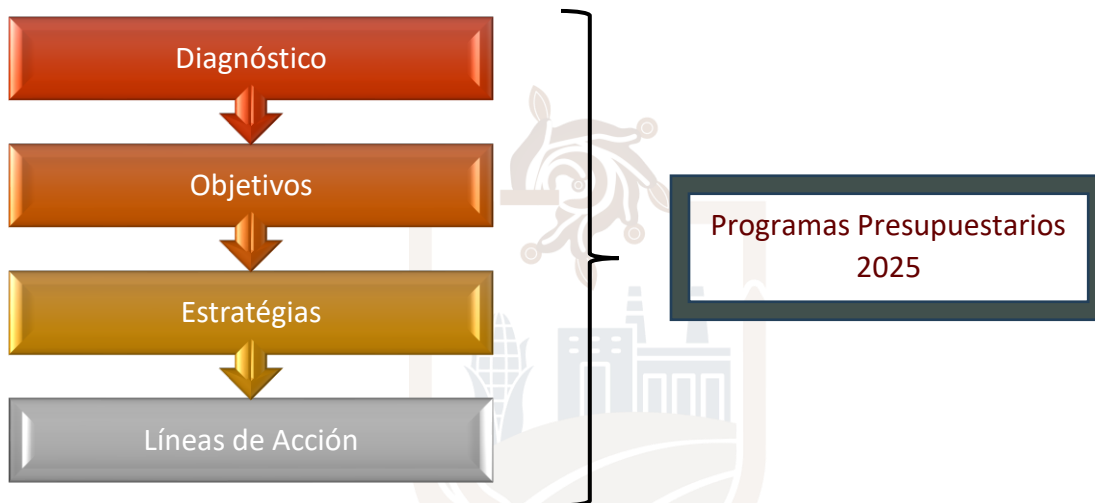 Diagnóstico
Objetivos
Estratégias
Líneas de Acción
Programas Presupuestarios
2025